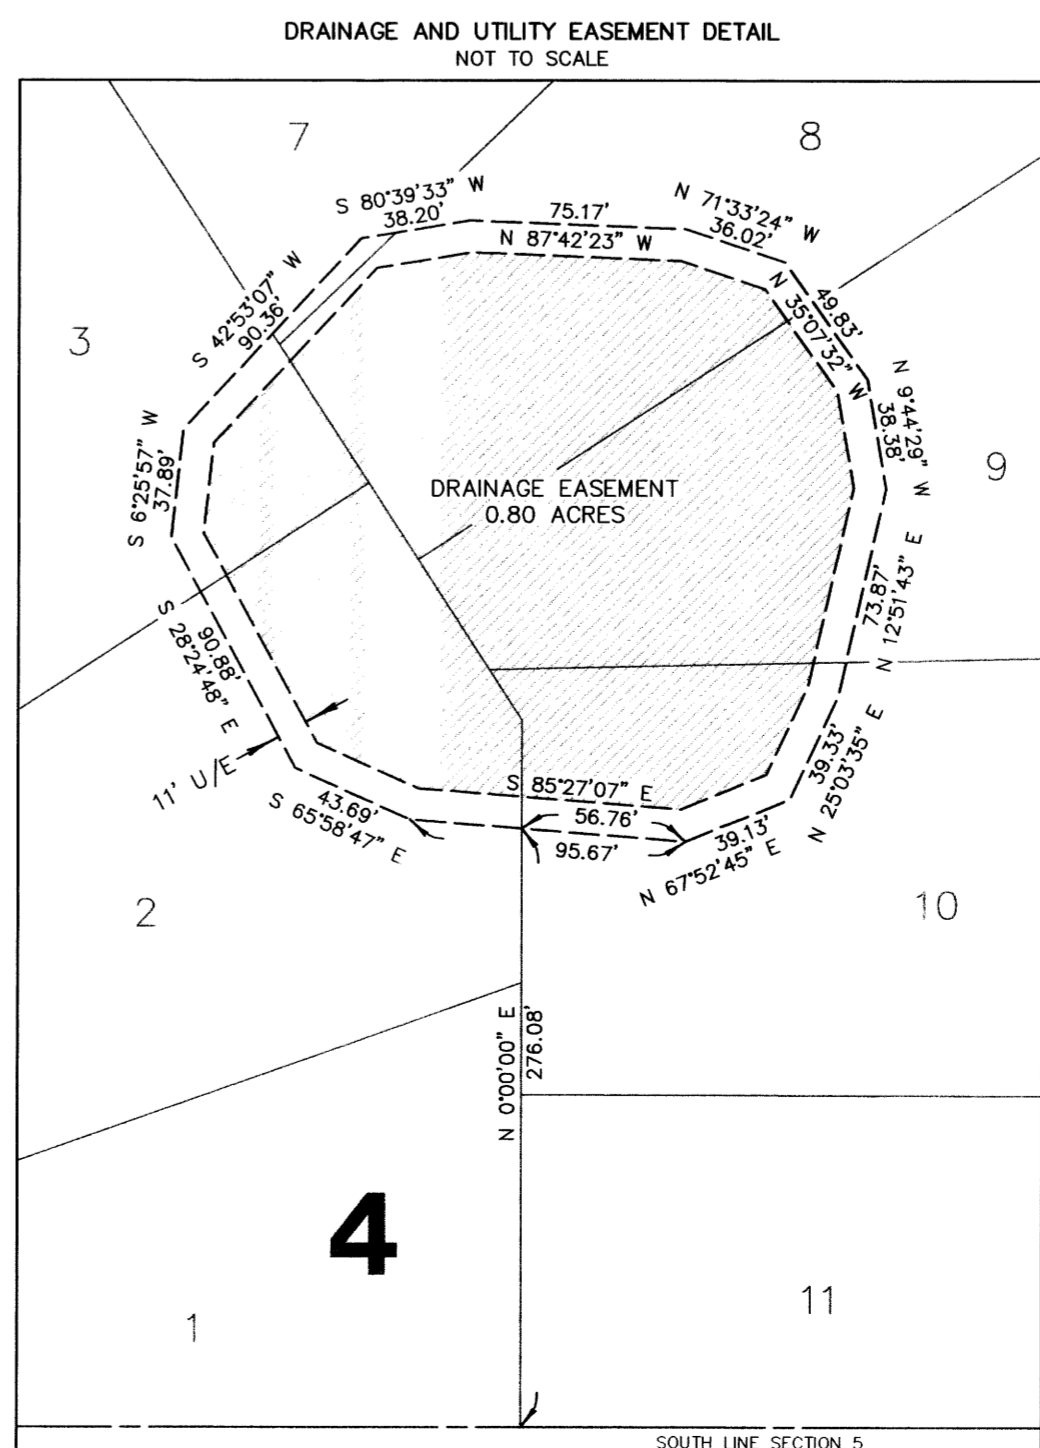 DRAINAGE AND UTILITY EASEMENT DETAIL
NOT TO SCALE
7
8
S 80°39'33" W
38.20'
75.17'
N 87°42'23" W
N 71°33'24" W
36.02'
S 42°53'07" W
90.36'
49.83'
N 35°07'32" W
3
N 9°44'29" W
38.38'
9
S 6°25'57" W
37.89'
DRAINAGE EASEMENT
0.80 ACRES
73.87'
N 12°51'43" E
90.88'
S 28°24'48" E
39.33'
N 25°03'35" E
11' U/E
43.69'
S 65°58'47" E
S 85°27'07" E
56.76'
95.67'
39.13'
N 67°52'45" E
2
10
N 0°00'00" E
276.08'
4
1
11
SOUTH LINE SECTION 5